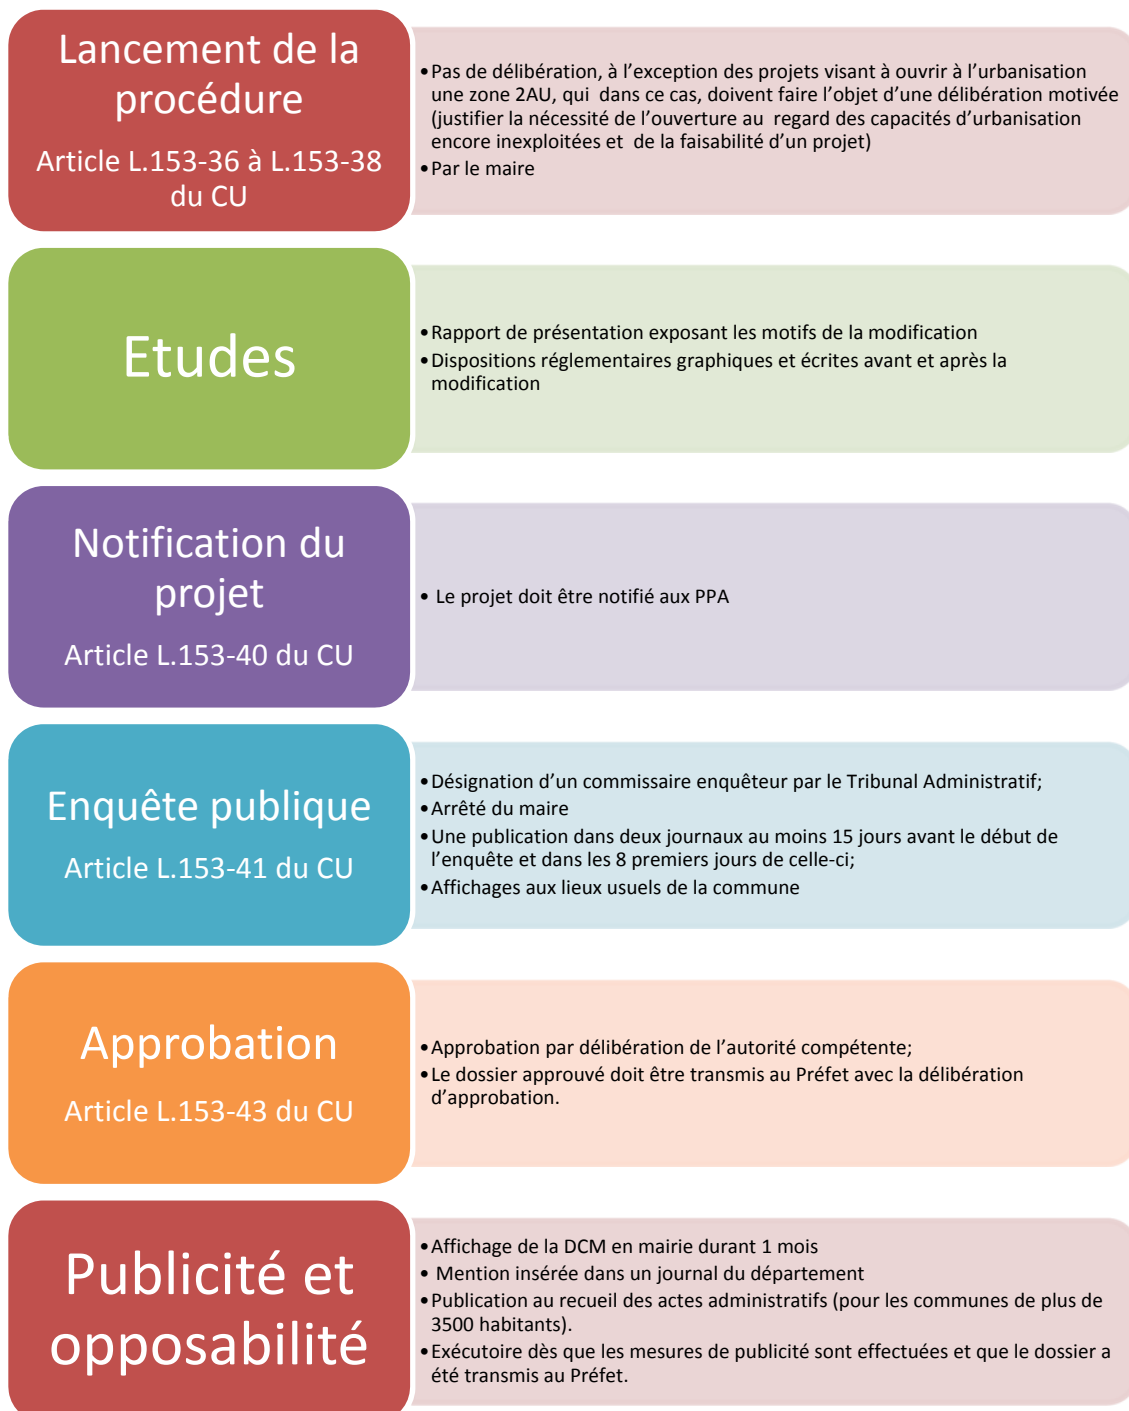 Lancement de la
procédure
Article L.153-36 à L.153-38
du CU
•Pas de délibération, à l’exception des projets visant à ouvrir à l’urbanisation
une zone 2AU, qui dans ce cas, doivent faire l’objet d’une délibération motivée
(justifier la nécessité de l’ouverture au regard des capacités d’urbanisation
encore inexploitées et de la faisabilité d’un projet)
•Par le maire
Etudes
•Rapport de présentation exposant les motifs de la modification
•Dispositions réglementaires graphiques et écrites avant et après la
modification
Notification du
projet
Article L.153-40 du CU
• Le projet doit être notifié aux PPA
Enquête publique
Article L.153-41 du CU
•Désignation d’un commissaire enquêteur par le Tribunal Administratif;
•Arrêté du maire
•Une publication dans deux journaux au moins 15 jours avant le début de
l’enquête et dans les 8 premiers jours de celle-ci;
•Affichages aux lieux usuels de la commune
Approbation
Article L.153-43 du CU
•Approbation par délibération de l’autorité compétente;
•Le dossier approuvé doit être transmis au Préfet avec la délibération
d’approbation.
Publicité et
opposabilité
•Affichage de la DCM en mairie durant 1 mois
• Mention insérée dans un journal du département
•Publication au recueil des actes administratifs (pour les communes de plus de
3500 habitants).
•Exécutoire dès que les mesures de publicité sont effectuées et que le dossier a
été transmis au Préfet.